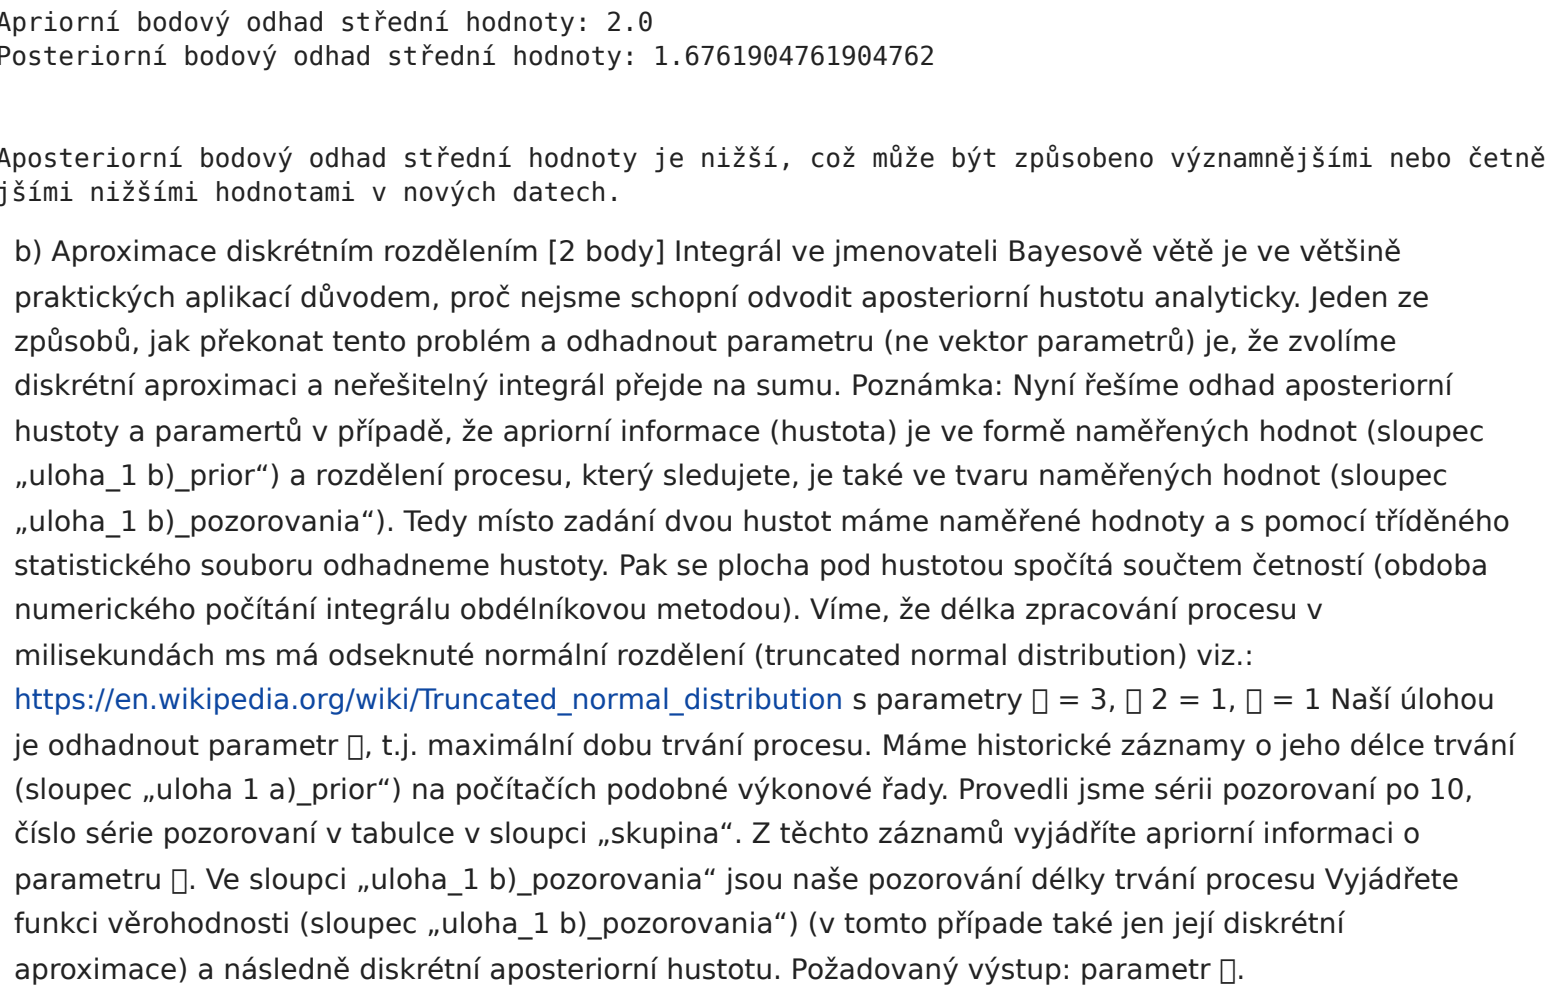 Apriorní bodový odhad střední hodnoty: 2.0
Posteriorní bodový odhad střední hodnoty: 1.6761904761904762
Aposteriorní bodový odhad střední hodnoty je nižší, což může být způsobeno významnějšími nebo četně
jšími nižšími hodnotami v nových datech.
b) Aproximace diskrétním rozdělením [2 body] Integrál ve jmenovateli Bayesově větě je ve většině
praktických aplikací důvodem, proč nejsme schopní odvodit aposteriorní hustotu analyticky. Jeden ze
způsobů, jak překonat tento problém a odhadnout parametru (ne vektor parametrů) je, že zvolíme
diskrétní aproximaci a neřešitelný integrál přejde na sumu. Poznámka: Nyní řešíme odhad aposteriorní
hustoty a paramertů v případě, že apriorní informace (hustota) je ve formě naměřených hodnot (sloupec
„uloha_1 b)_prior“) a rozdělení procesu, který sledujete, je také ve tvaru naměřených hodnot (sloupec
„uloha_1 b)_pozorovania“). Tedy místo zadání dvou hustot máme naměřené hodnoty a s pomocí tříděného
statistického souboru odhadneme hustoty. Pak se plocha pod hustotou spočítá součtem četností (obdoba
numerického počítání integrálu obdélníkovou metodou). Víme, že délka zpracování procesu v
milisekundách ms má odseknuté normální rozdělení (truncated normal distribution) viz.:
https://en.wikipedia.org/wiki/Truncated_normal_distribution s parametry 𝜇 = 3, 𝜎 2 = 1, 𝑎 = 1 Naší úlohou
je odhadnout parametr 𝑏, t.j. maximální dobu trvání procesu. Máme historické záznamy o jeho délce trvání
(sloupec „uloha 1 a)_prior“) na počítačích podobné výkonové řady. Provedli jsme sérii pozorovaní po 10,
číslo série pozorovaní v tabulce v sloupci „skupina“. Z těchto záznamů vyjádříte apriorní informaci o
parametru 𝑏. Ve sloupci „uloha_1 b)_pozorovania“ jsou naše pozorování délky trvání procesu Vyjádřete
funkci věrohodnosti (sloupec „uloha_1 b)_pozorovania“) (v tomto případě také jen její diskrétní
aproximace) a následně diskrétní aposteriorní hustotu. Požadovaný výstup: parametr 𝑏.